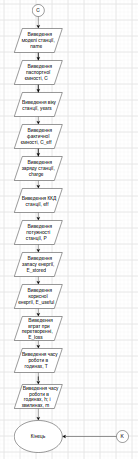 C
Виведення
моделі станції,
name
Виведення
паспортної
ємності, C
Виведення віку
станції, years
Виведення
фактичної
ємності, C_eff
Виведення
заряду станції,
charge
Виведення ККД
станції, eff
Виведення
потужності
станції, P
Виведення
запасу енергії,
E_stored
Виведення
корисної
енергії, E_useful
Виведення
втрат при
перетворенні,
E_loss
Виведення часу
роботи в
годинах, T
Виведення часу
роботи в
годинах, h, і
хвилинах, m
Кінець
K